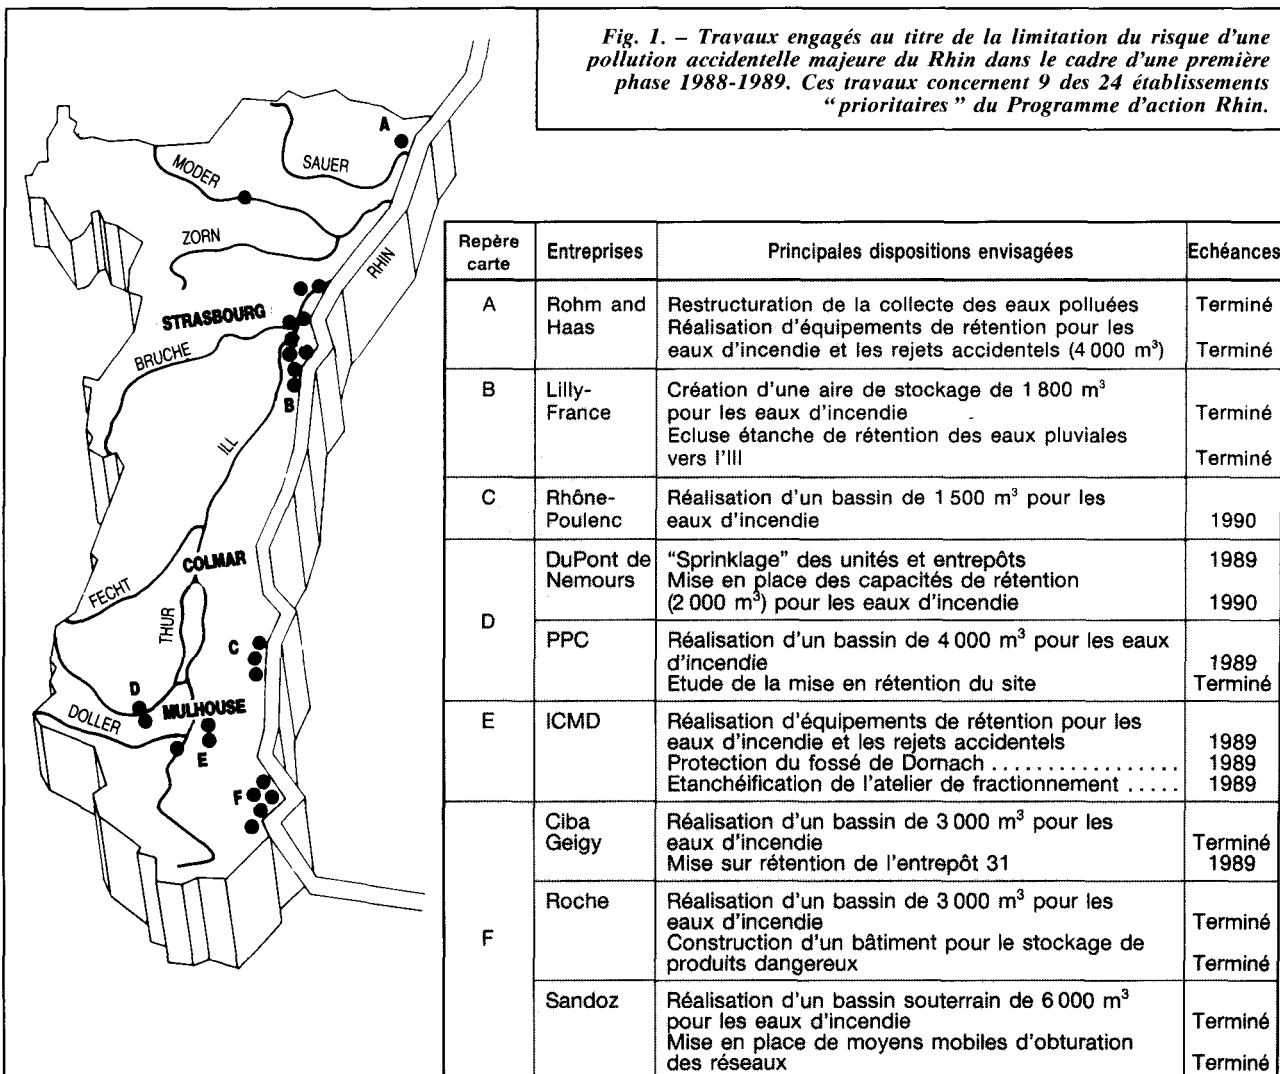 Fig. 1. – Travaux engagés au titre de la limitation du risque d'une
pollution accidentelle majeure du Rhin dans le cadre d'une première
phase 1988-1989. Ces travaux concernent 9 des 24 établissements
“prioritaires” du Programme d'action Rhin.
A
SAUER
MODER
ZORN
RHIN
STRASBOURG
BRUCHE
B
ILL
COLMAR
FECHT
THUR
C
D
MULHOUSE
DOLLER
E
F
Repère carte | Entreprises | Principales dispositions envisagées | Echéances
A | Rohm and | Restructuration de la collecte des eaux polluées | Terminé
Haas | Réalisation d'équipements de rétention pour les
eaux d'incendie et les rejets accidentels (4 000 m³) | Terminé
B | Lilly- | Création d'une aire de stockage de 1 800 m³
France | pour les eaux d'incendie | Terminé
Ecluse étanche de rétention des eaux pluviales
vers l'Ill | Terminé
C | Rhône- | Réalisation d'un bassin de 1 500 m³ pour les
Poulenc | eaux d'incendie | 1990
D | DuPont de | “Sprinklage” des unités et entrepôts | 1989
Nemours | Mise en place des capacités de rétention
(2 000 m³) pour les eaux d'incendie | 1990
PPC | Réalisation d'un bassin de 4 000 m³ pour les eaux
d'incendie | 1989
Etude de la mise en rétention du site | Terminé
E | ICMD | Réalisation d'équipements de rétention pour les
eaux d'incendie et les rejets accidentels | 1989
Protection du fossé de Dornach ................. | 1989
Etanchéification de l'atelier de fractionnement ..... | 1989
F | Ciba | Réalisation d'un bassin de 3 000 m³ pour les
Geigy | eaux d'incendie | Terminé
Mise sur rétention de l'entrepôt 31 | 1989
Roche | Réalisation d'un bassin de 3 000 m³ pour les
eaux d'incendie | Terminé
Construction d'un bâtiment pour le stockage de
produits dangereux | Terminé
Sandoz | Réalisation d'un bassin souterrain de 6 000 m³
pour les eaux d'incendie | Terminé
Mise en place de moyens mobiles d'obturation
des réseaux | Terminé